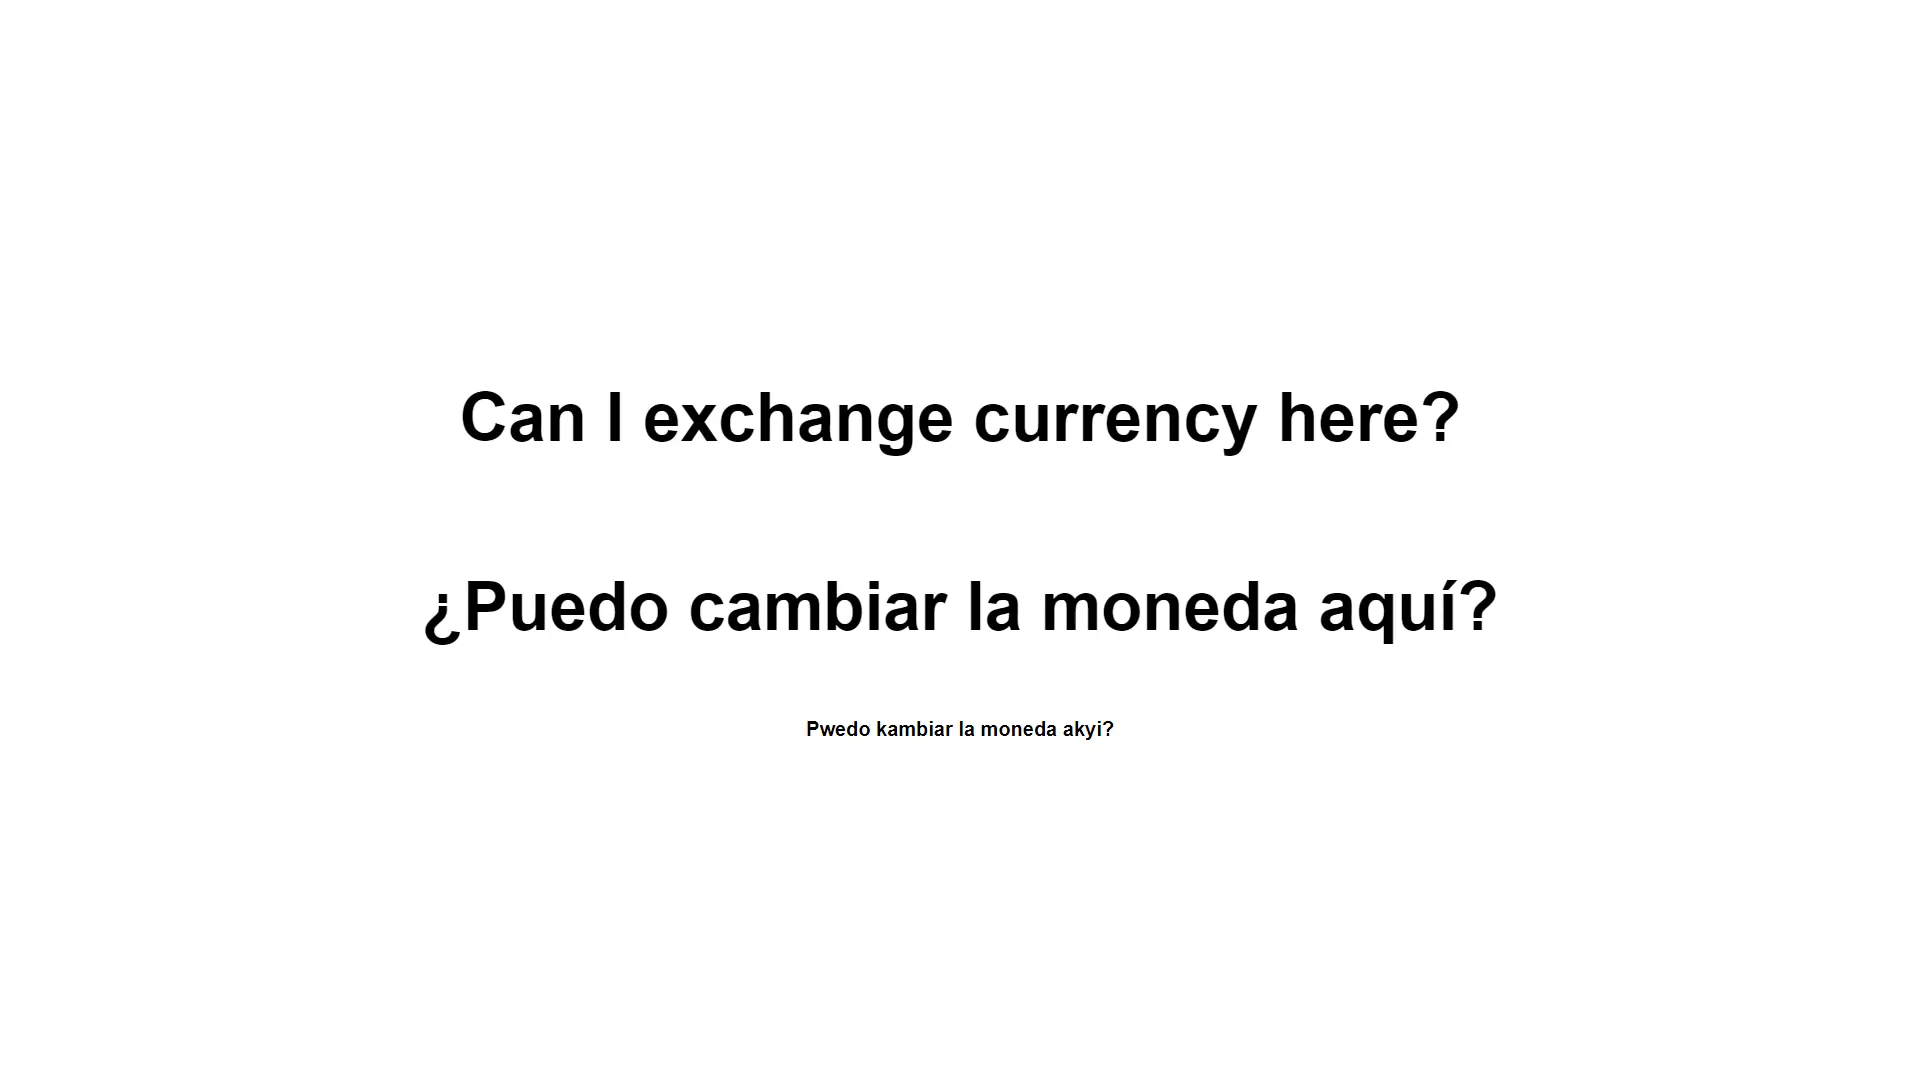 Can I exchange currency here?
¿Puedo cambiar la moneda aquí?
Pwedo kambiar la moneda akyi?